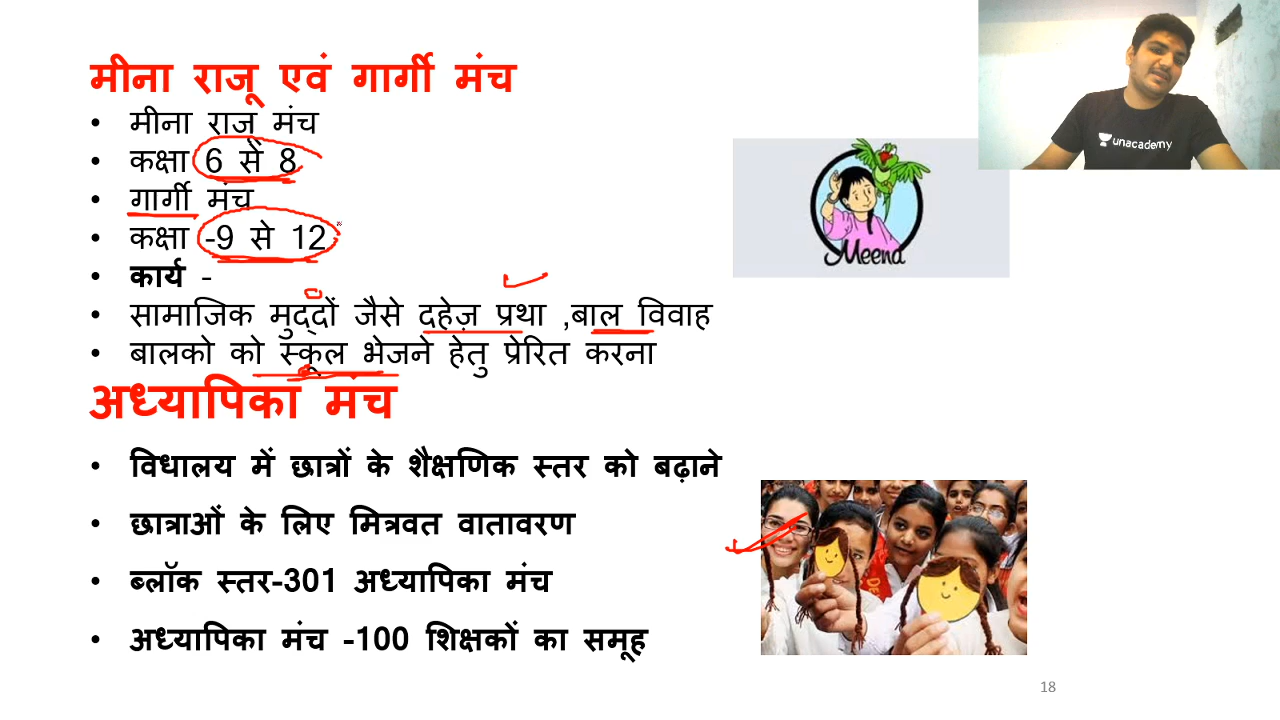 मीना राजू एवं गार्गी मंच
• मीना राजू मंच
• कक्षा 6 से 8
• गार्गी मंच
• कक्षा -9 से 12
• कार्य -
• सामाजिक मुद्दों जैसे दहेज़ प्रथा ,बाल विवाह
• बालको को स्कूल भेजने हेतु प्रेरित करना
अध्यापिका मंच
• विधालय में छात्रों के शैक्षणिक स्तर को बढ़ाने
• छात्राओं के लिए मित्रवत वातावरण
• ब्लॉक स्तर-301 अध्यापिका मंच
• अध्यापिका मंच -100 शिक्षकों का समूह
unacademy
Meena
18